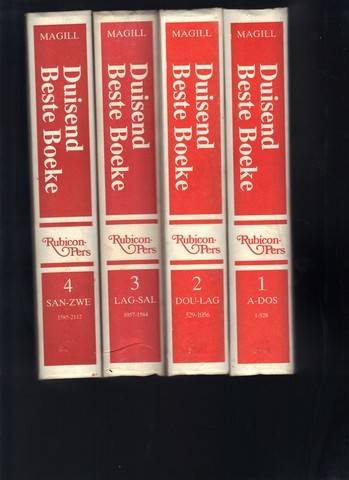 MAGILL
Duisend
Beste Boeke
Rubicon-
Pers
4
SAN-ZWE
1585-2112
MAGILL
Duisend
Beste Boeke
Rubicon-
Pers
3
LAG-SAL
1057-1584
MAGILL
Duisend
Beste Boeke
Rubicon-
Pers
2
DOU-LAG
529-1056
MAGILL
Duisend
Beste Boeke
Rubicon-
Pers
1
A-DOS
1-528